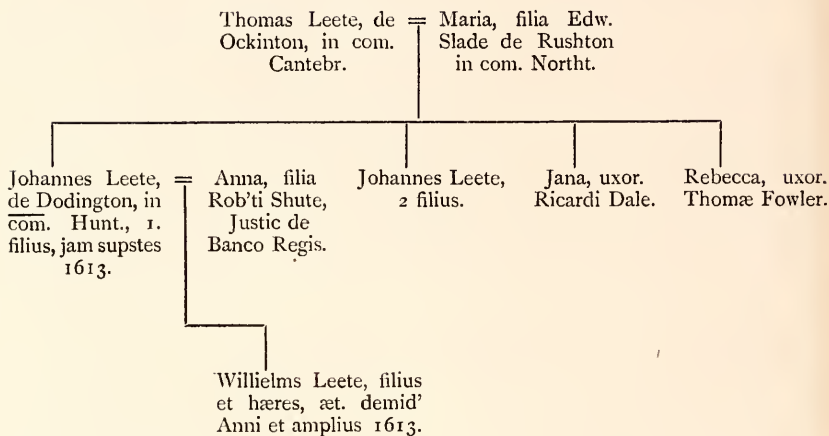 Thomas Leete, de
Ockinton, in com.
Cantebr.
=
Maria, filia Edw.
Slade de Rushton
in com. Northt.
Johannes Leete,
de Dodington, in
com. Hunt., 1.
filius, jam supstes
1613.
=
Anna, filia
Rob'ti Shute,
Justic de
Banco Regis.
Johannes Leete,
2 filius.
Jana, uxor.
Ricardi Dale.
Rebecca, uxor.
Thomæ Fowler.
Willielms Leete, filius
et hæres, æt. demid'
Anni et amplius 1613.